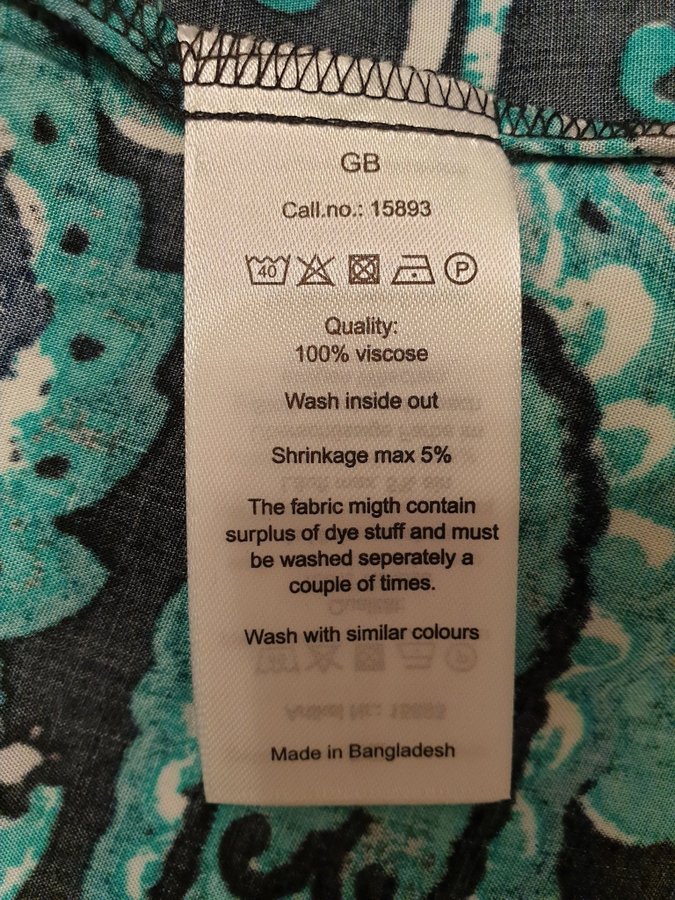 GB
Call.no.: 15893
40 P
Quality:
100% viscose
Wash inside out
Shrinkage max 5%
The fabric migth contain
surplus of dye stuff and must
be washed seperately a
couple of times.
Wash with similar colours
Made in Bangladesh